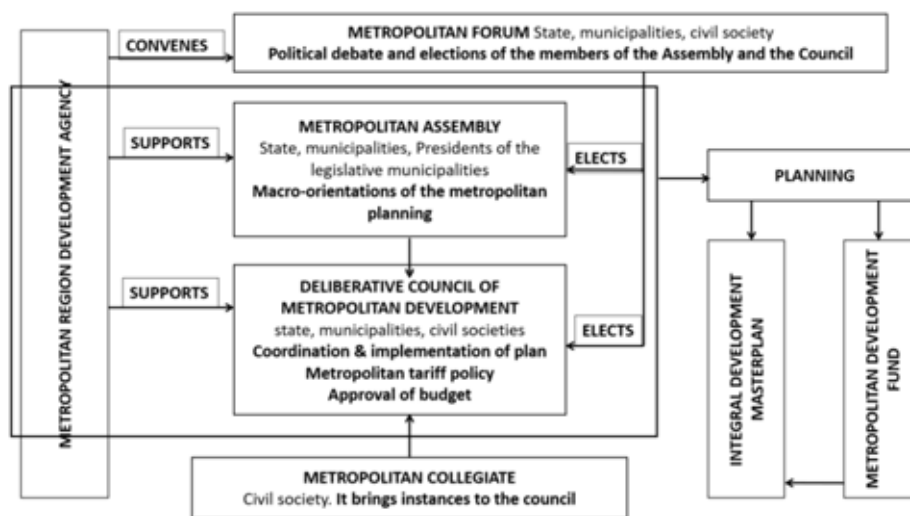 METROPOLITAN REGION DEVELOPMENT AGENCY
CONVENES
METROPOLITAN FORUM State, municipalities, civil society
Political debate and elections of the members of the Assembly and the Council
SUPPORTS
METROPOLITAN ASSEMBLY
State, municipalities, Presidents of the
legislative municipalities
Macro-orientations of the metropolitan
planning
ELECTS
SUPPORTS
DELIBERATIVE COUNCIL OF
METROPOLITAN DEVELOPMENT
state, municipalities, civil societies
Coordination & implementation of plan
Metropolitan tariff policy
Approval of budget
ELECTS
METROPOLITAN COLLEGIATE
Civil society. It brings instances to the council
PLANNING
INTEGRAL DEVELOPMENT
MASTERPLAN
METROPOLITAN DEVELOPMENT
FUND